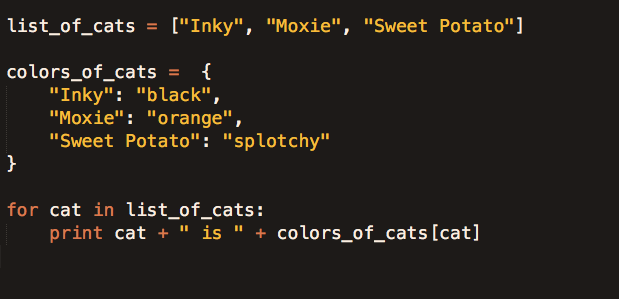 list_of_cats = ["Inky", "Moxie", "Sweet Potato"]
colors_of_cats =  {
    "Inky": "black",
    "Moxie": "orange",
    "Sweet Potato": "splotchy"
}
for cat in list_of_cats:
    print cat + " is " + colors_of_cats[cat]